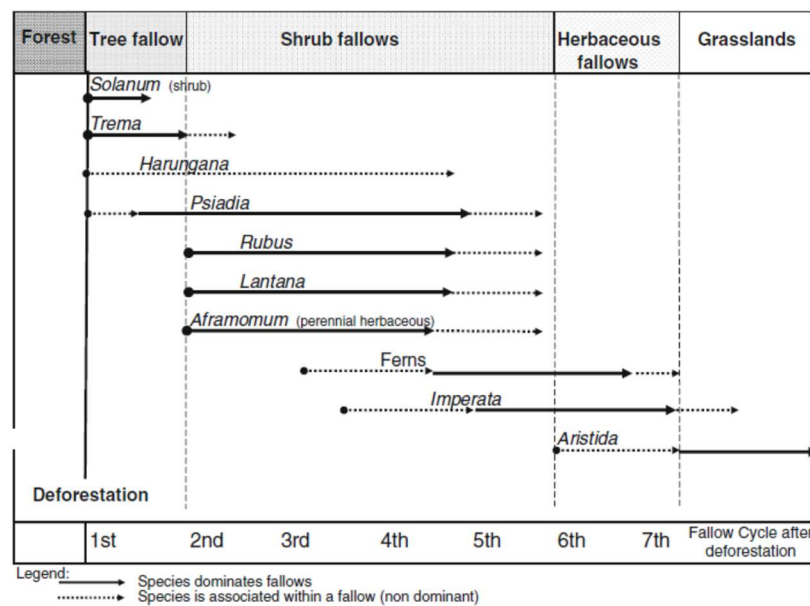 Forest Tree fallow Shrub fallows Herbaceous fallows Grasslands
Solanum (shrub)
Trema
Harungana
Psiadia
Rubus
Lantana
Aframomum (perennial herbaceous)
Ferns
Imperata
Aristida
Deforestation
1st 2nd 3rd 4th 5th 6th 7th Fallow Cycle after deforestation
Legend:
Species dominates fallows
Species is associated within a fallow (non dominant)